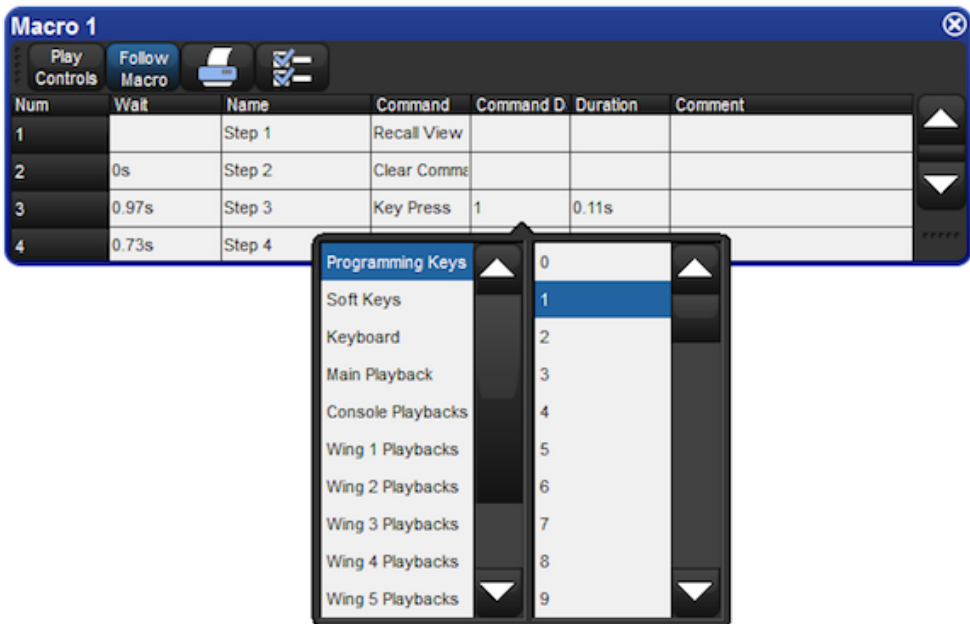 Macro 1
Play Controls
Follow Macro
Num Wait Name Command Command D Duration Comment
1 Step 1 Recall View
2 0s Step 2 Clear Comma
3 0.97s Step 3 Key Press 1 0.11s
4 0.73s Step 4
Programming Keys 0
Soft Keys 1
Keyboard 2
Main Playback 3
Console Playbacks 4
Wing 1 Playbacks 5
Wing 2 Playbacks 6
Wing 3 Playbacks 7
Wing 4 Playbacks 8
Wing 5 Playbacks 9